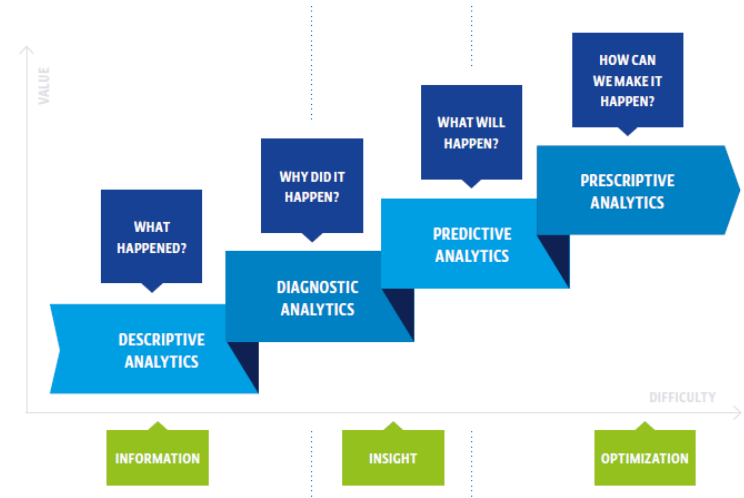 VALUE
WHAT
HAPPENED?
WHY DID IT
HAPPEN?
WHAT WILL
HAPPEN?
HOW CAN
WE MAKE IT
HAPPEN?
DESCRIPTIVE
ANALYTICS
DIAGNOSTIC
ANALYTICS
PREDICTIVE
ANALYTICS
PRESCRIPTIVE
ANALYTICS
DIFFICULTY
INFORMATION
INSIGHT
OPTIMIZATION